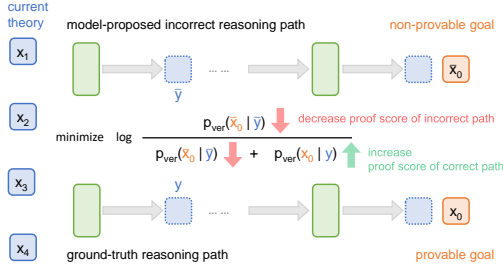 current
theory
model-proposed incorrect reasoning path
non-provable goal
x1
x̄0
ȳ
... ...
x2
minimize log
pver(x̄0 | ȳ)
decrease proof score of incorrect path
pver(x̄0 | ȳ) + pver(x0 | y)
increase
proof score of correct path
x3
y
... ...
x0
x4
ground-truth reasoning path
provable goal